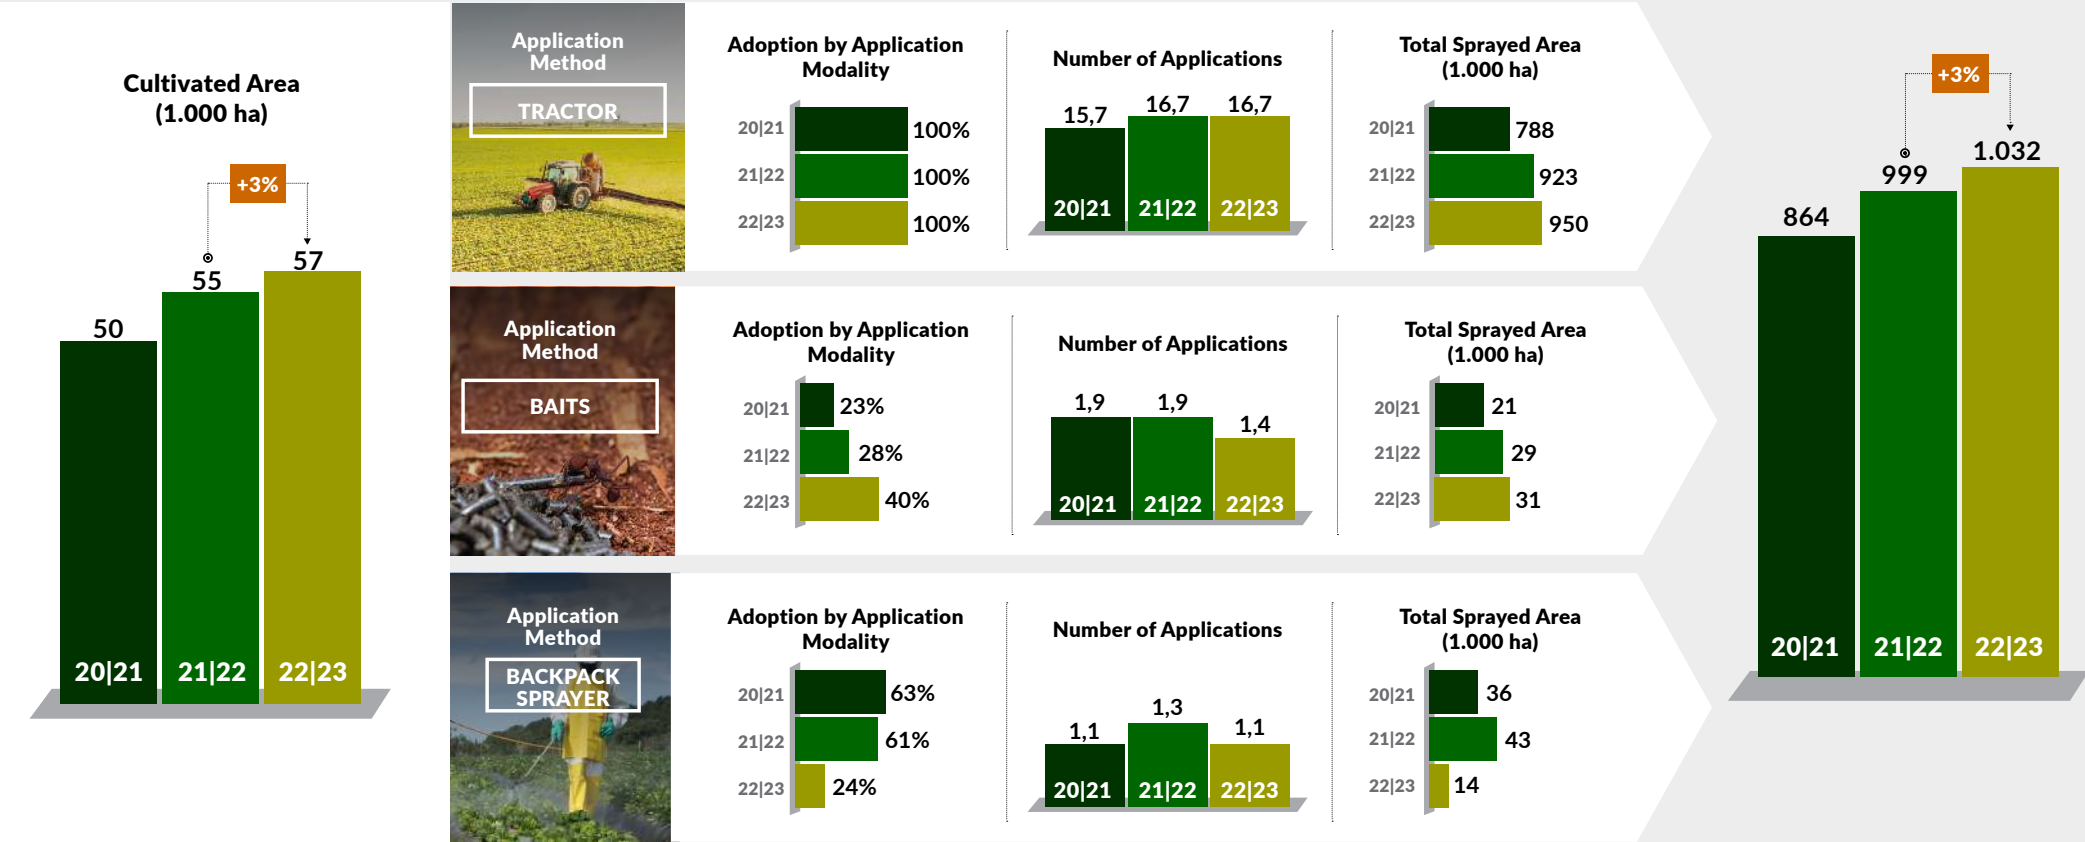 Cultivated Area
(1.000 ha)
+3%
50
55
57
20|21
21|22
22|23
Application
Method
TRACTOR
Adoption by Application
Modality
20|21
100%
21|22
100%
22|23
100%
Number of Applications
15,7
16,7
16,7
20|21
21|22
22|23
Total Sprayed Area
(1.000 ha)
20|21
788
21|22
923
22|23
950
Application
Method
BAITS
Adoption by Application
Modality
20|21
23%
21|22
28%
22|23
40%
Number of Applications
1,9
1,9
1,4
20|21
21|22
22|23
Total Sprayed Area
(1.000 ha)
20|21
21
21|22
29
22|23
31
Application
Method
BACKPACK
SPRAYER
Adoption by Application
Modality
20|21
63%
21|22
61%
22|23
24%
Number of Applications
1,1
1,3
1,1
20|21
21|22
22|23
Total Sprayed Area
(1.000 ha)
20|21
36
21|22
43
22|23
14
+3%
864
999
1.032
20|21
21|22
22|23